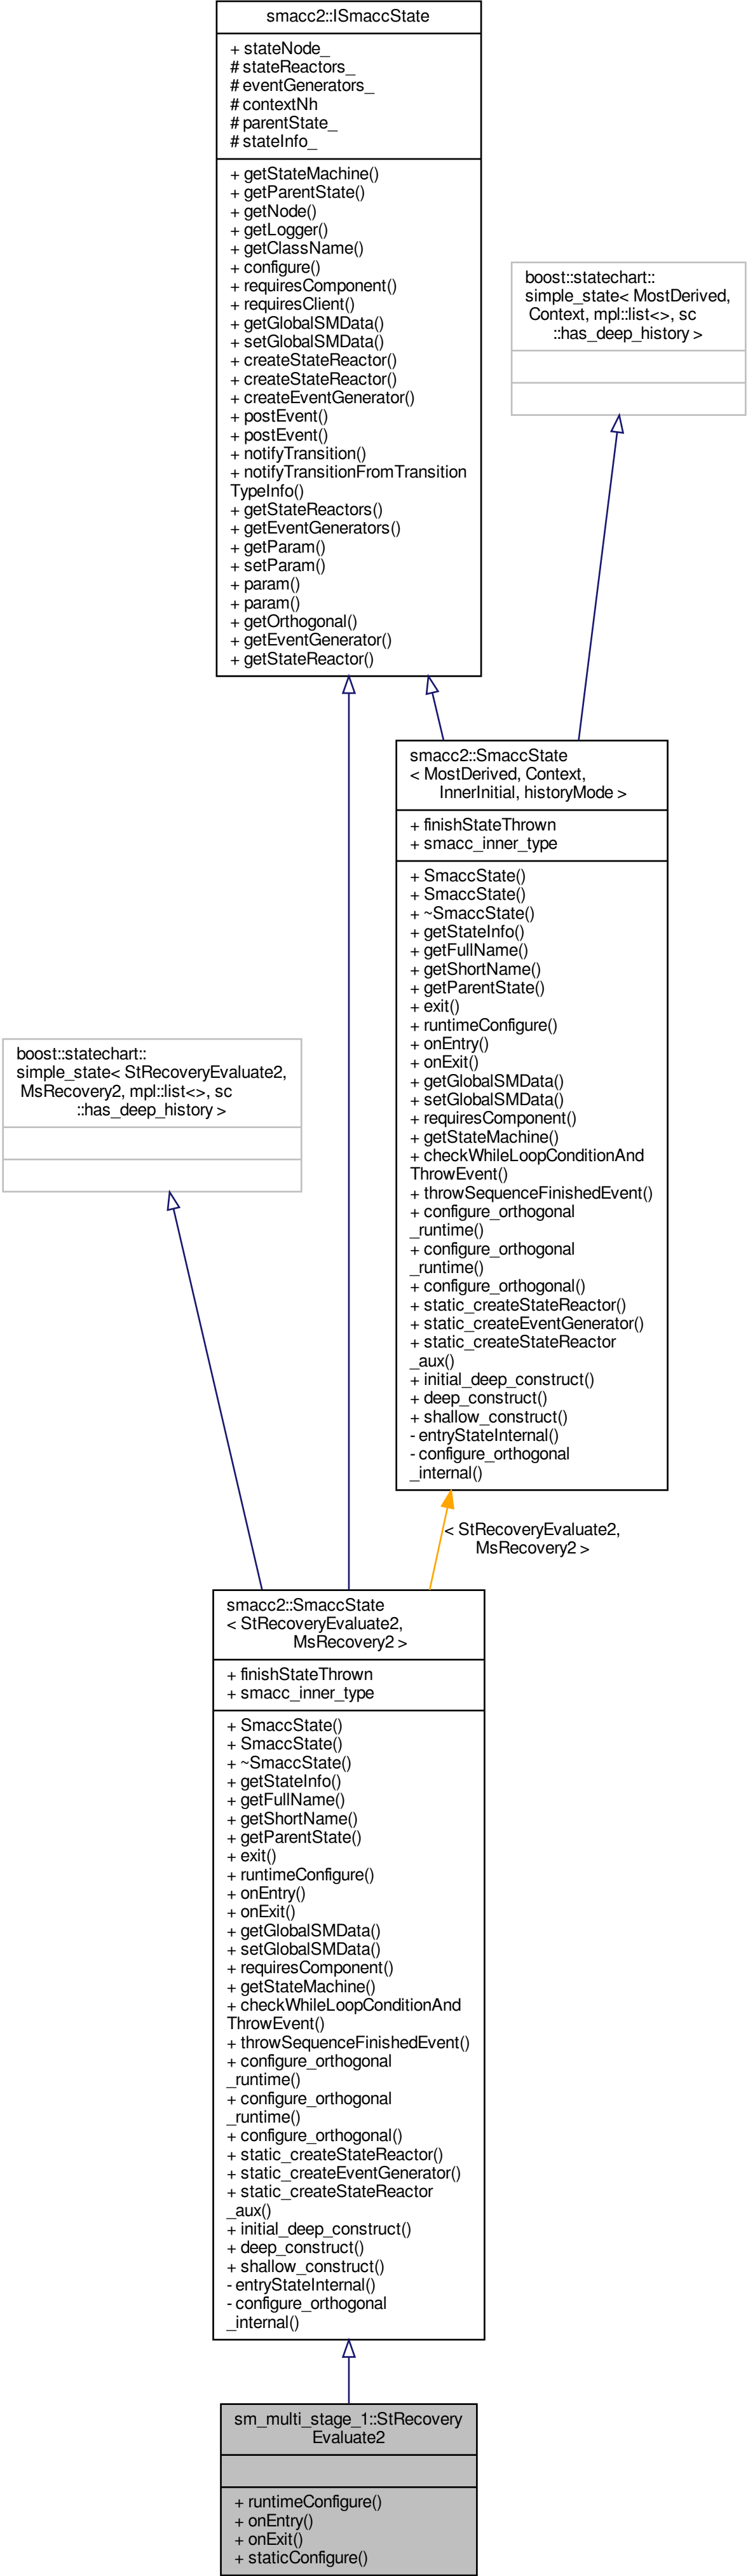 smacc2::ISmaccState
+ stateNode_
# stateReactors_
# eventGenerators_
# contextNh
# parentState_
# stateInfo_
+ getStateMachine()
+ getParentState()
+ getNode()
+ getLogger()
+ getClassName()
+ configure()
+ requiresComponent()
+ requiresClient()
+ getGlobalSMData()
+ setGlobalSMData()
+ createStateReactor()
+ createStateReactor()
+ createEventGenerator()
+ postEvent()
+ postEvent()
+ notifyTransition()
+ notifyTransitionFromTransition
TypeInfo()
+ getStateReactors()
+ getEventGenerators()
+ getParam()
+ setParam()
+ param()
+ param()
+ getOrthogonal()
+ getEventGenerator()
+ getStateReactor()
boost::statechart::
simple_state< MostDerived,
Context, mpl::list<>, sc
::has_deep_history >
smacc2::SmaccState
< MostDerived, Context,
InnerInitial, historyMode >
+ finishStateThrown
+ smacc_inner_type
+ SmaccState()
+ SmaccState()
+ ~SmaccState()
+ getStateInfo()
+ getFullName()
+ getShortName()
+ getParentState()
+ exit()
+ runtimeConfigure()
+ onEntry()
+ onExit()
+ getGlobalSMData()
+ setGlobalSMData()
+ requiresComponent()
+ getStateMachine()
+ checkWhileLoopConditionAnd
ThrowEvent()
+ throwSequenceFinishedEvent()
+ configure_orthogonal
_runtime()
+ configure_orthogonal
_runtime()
+ configure_orthogonal()
+ static_createStateReactor()
+ static_createEventGenerator()
+ static_createStateReactor
_aux()
+ initial_deep_construct()
+ deep_construct()
+ shallow_construct()
- entryStateInternal()
- configure_orthogonal
_internal()
boost::statechart::
simple_state< StRecoveryEvaluate2,
MsRecovery2, mpl::list<>, sc
::has_deep_history >
< StRecoveryEvaluate2,
MsRecovery2 >
smacc2::SmaccState
< StRecoveryEvaluate2,
MsRecovery2 >
+ finishStateThrown
+ smacc_inner_type
+ SmaccState()
+ SmaccState()
+ ~SmaccState()
+ getStateInfo()
+ getFullName()
+ getShortName()
+ getParentState()
+ exit()
+ runtimeConfigure()
+ onEntry()
+ onExit()
+ getGlobalSMData()
+ setGlobalSMData()
+ requiresComponent()
+ getStateMachine()
+ checkWhileLoopConditionAnd
ThrowEvent()
+ throwSequenceFinishedEvent()
+ configure_orthogonal
_runtime()
+ configure_orthogonal
_runtime()
+ configure_orthogonal()
+ static_createStateReactor()
+ static_createEventGenerator()
+ static_createStateReactor
_aux()
+ initial_deep_construct()
+ deep_construct()
+ shallow_construct()
- entryStateInternal()
- configure_orthogonal
_internal()
sm_multi_stage_1::StRecovery
Evaluate2
+ runtimeConfigure()
+ onEntry()
+ onExit()
+ staticConfigure()